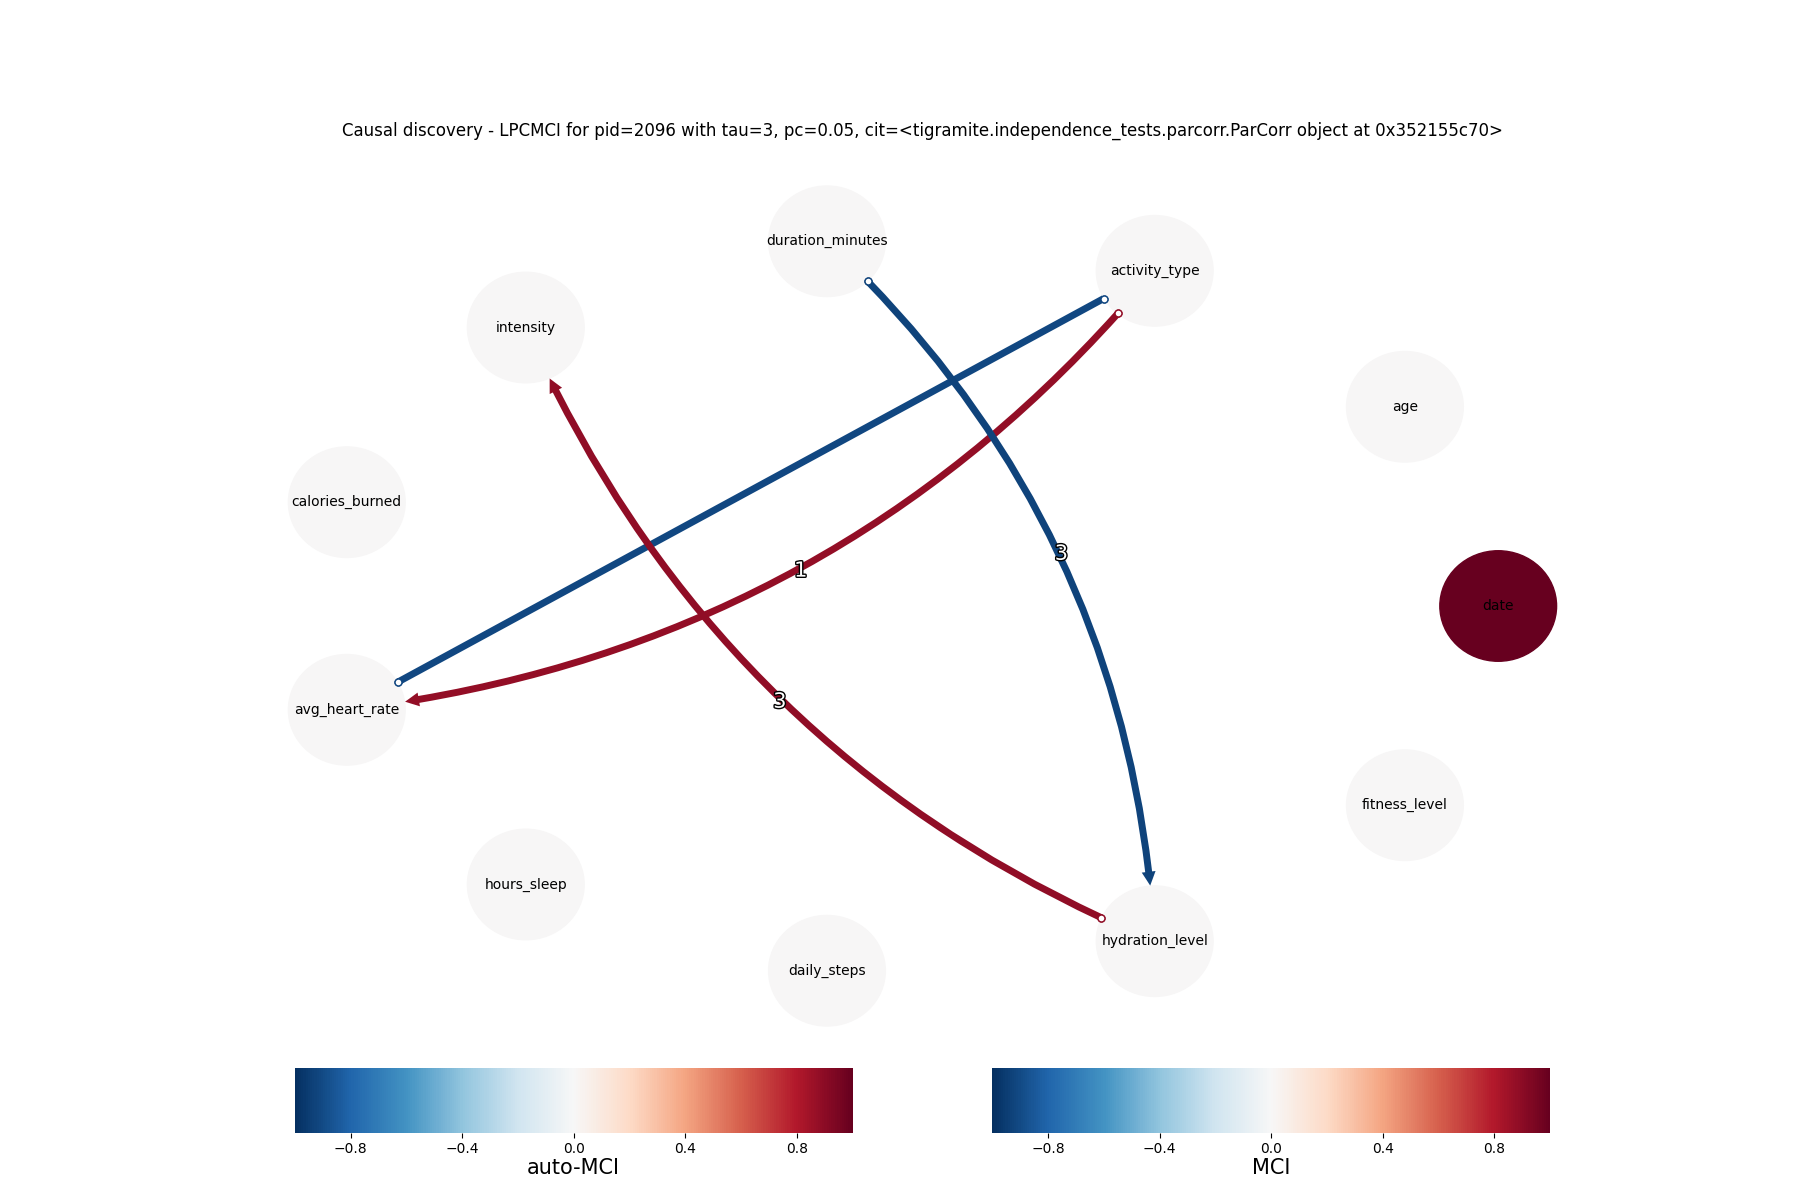 Causal discovery - LPCMCI for pid=2096 with tau=3, pc=0.05, cit=<tigramite.independence_tests.parcorr.ParCorr object at 0x352155c70>
duration_minutes
activity_type
intensity
age
calories_burned
3
1
date
3
avg_heart_rate
fitness_level
hours_sleep
hydration_level
daily_steps
−0.8 −0.4 0.0 0.4 0.8
auto-MCI
−0.8 −0.4 0.0 0.4 0.8
MCI